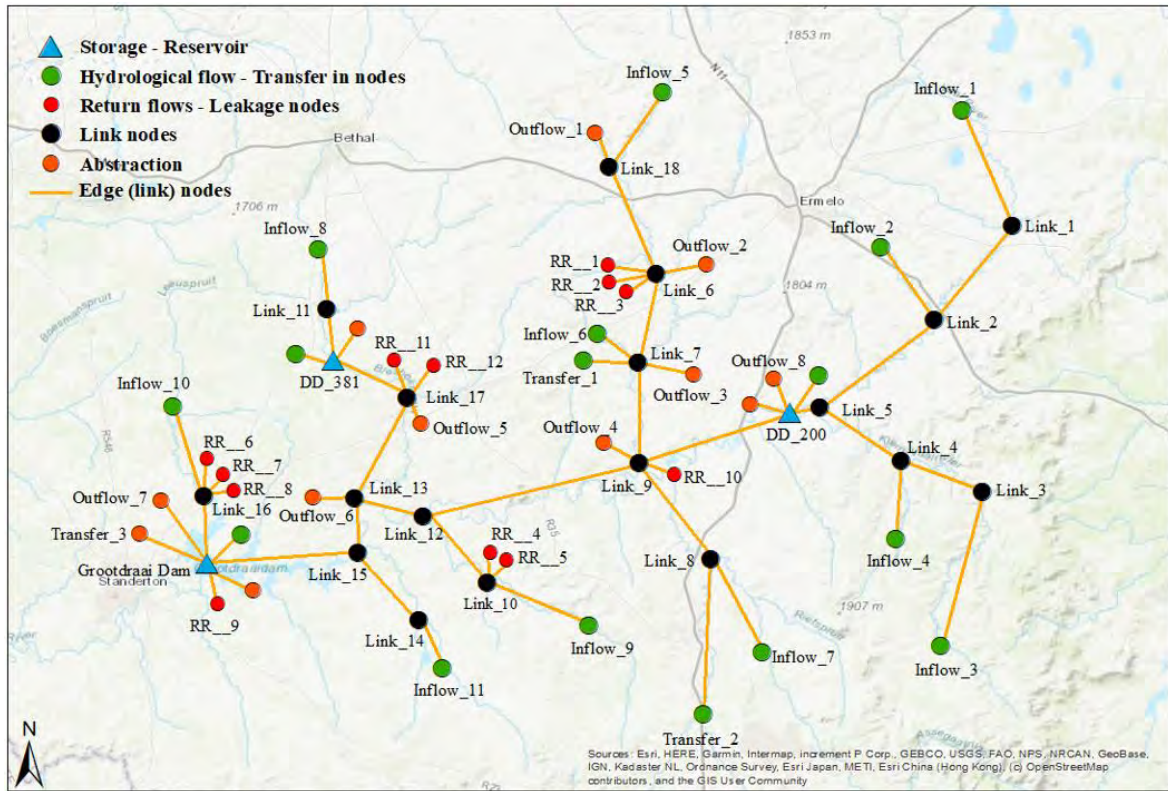 Storage - Reservoir
Hydrological flow - Transfer in nodes
Return flows - Leakage nodes
Link nodes
Abstraction
Edge (link) nodes
1853 m
N11
Inflow_5
Inflow_1
Outflow_1
Bethal
Link_18
Ermelo
1706 m
Inflow_8
Inflow_2
Link_1
RR__1
Outflow_2
RR__2
Link_6
RR__3
1804 m
Link_11
Link_2
Inflow_6
RR__11
RR__12
Link_7
Transfer_1
Outflow_8
DD_381
Inflow_10
Link_17
Outflow_3
Link_5
Outflow_5
Outflow_4
DD_200
R546
RR__6
Link_4
RR__7
Link_9
RR__10
RR__8
Link_13
Link_3
Outflow_7
Link_16
Outflow_6
Link_12
R35
Transfer_3
RR__4
Inflow_4
RR__5
Link_8
Grootdraai Dam
Link_15
Standerton
Link_10
1907 m
Rietspruit
RR__9
Link_14
Inflow_9
Inflow_7
Inflow_3
Inflow_11
N
Transfer_2
Sources: Esri, HERE, Garmin, Intermap, increment P Corp., GEBCO, USGS, FAO, NPS, NRCAN, GeoBase,
IGN, Kadaster NL, Ordnance Survey, Esri Japan, METI, Esri China (Hong Kong), (c) OpenStreetMap
contributors, and the GIS User Community